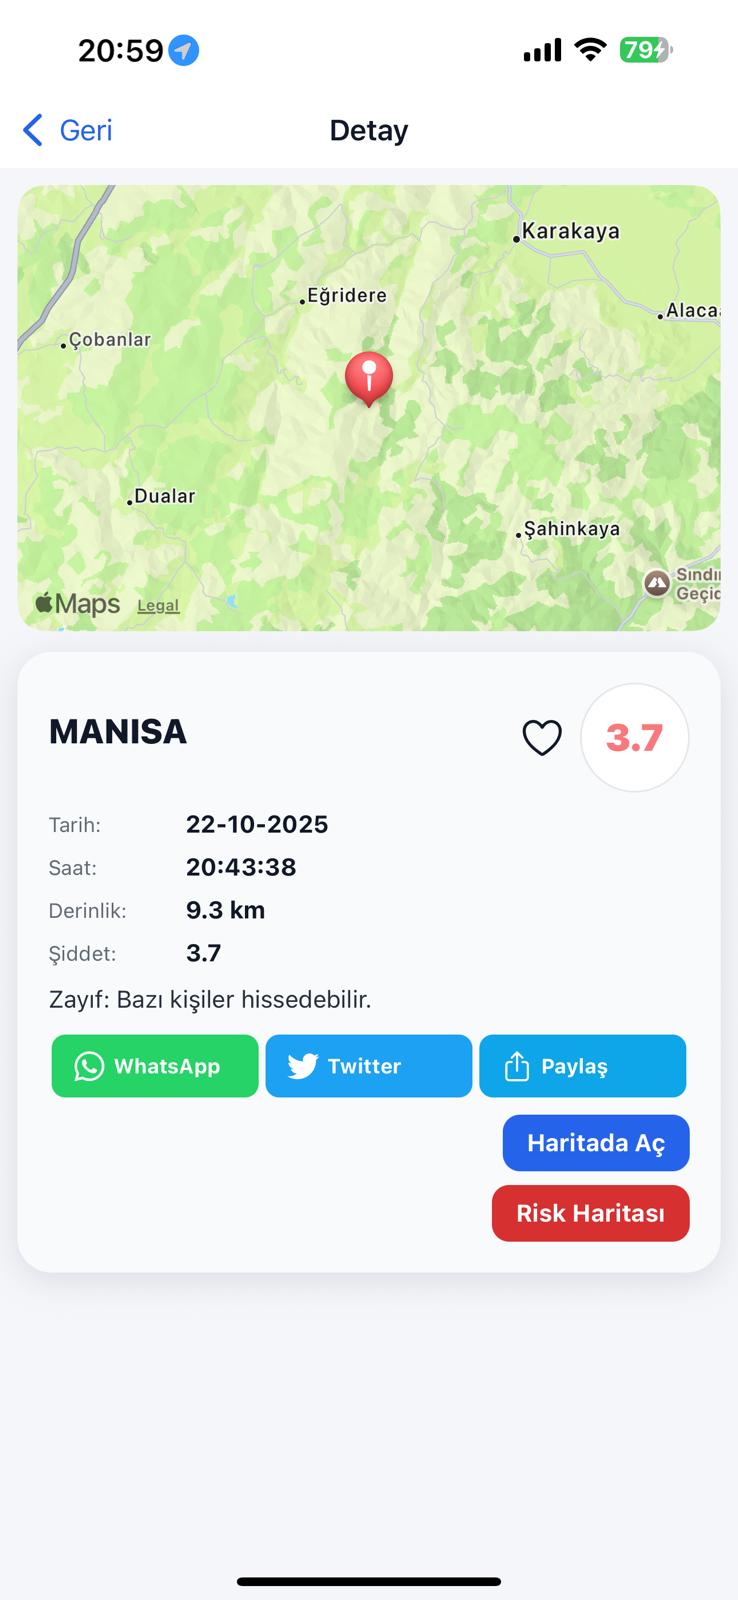 20:59
79
Geri
Detay
Karakaya
Eğridere
Alaca
Çobanlar
Dualar
Şahinkaya
Sındı
Geçid
Maps Legal
MANISA
3.7
Tarih: 22-10-2025
Saat: 20:43:38
Derinlik: 9.3 km
Şiddet: 3.7
Zayıf: Bazı kişiler hissedebilir.
WhatsApp Twitter Paylaş
Haritada Aç
Risk Haritası